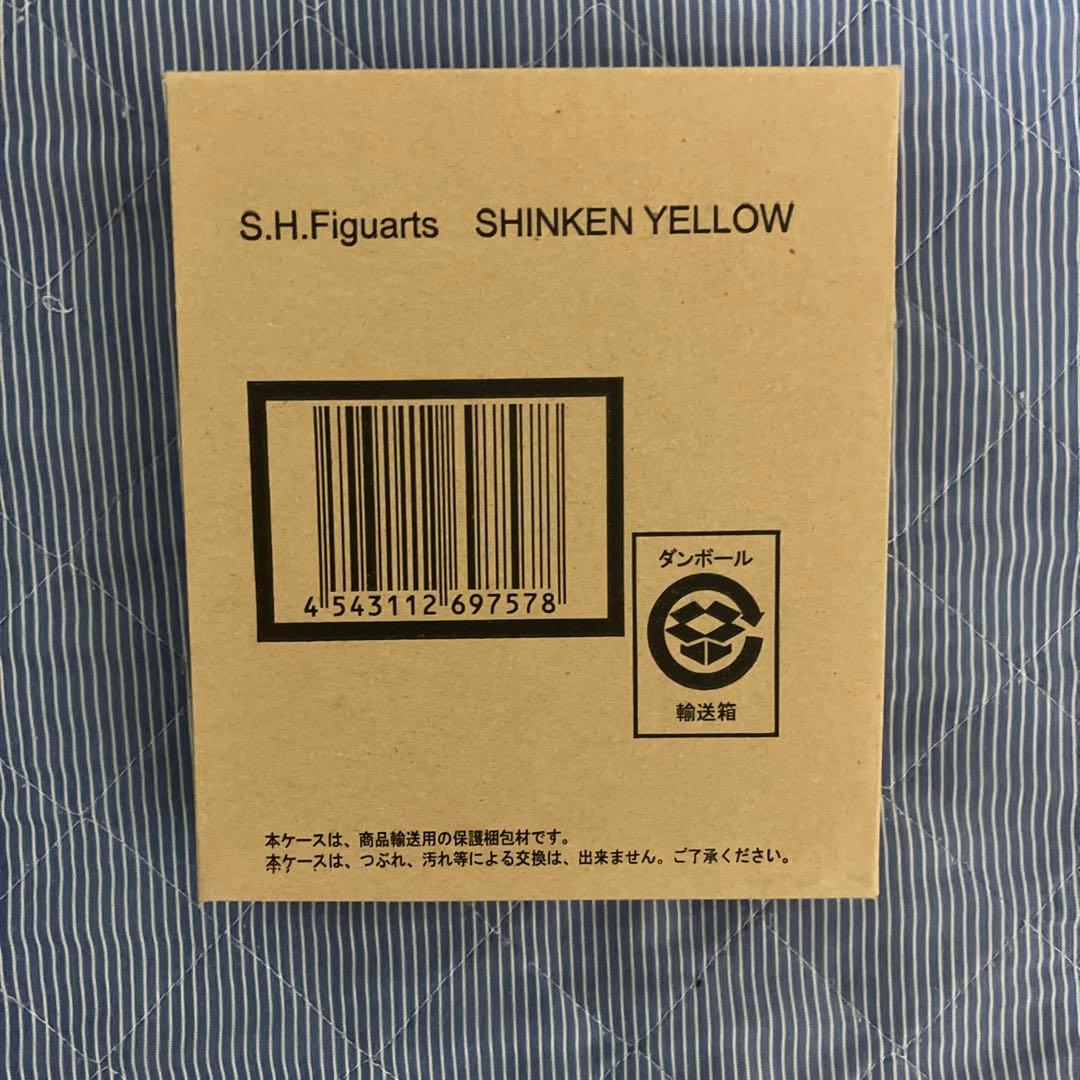 S.H.Figuarts SHINKEN YELLOW
4 543112 697578
ダンボール
輸送箱
本ケースは、商品輸送用の保護梱包材です。
本ケースは、つぶれ、汚れ等による交換は、出来ません。ご了承ください。